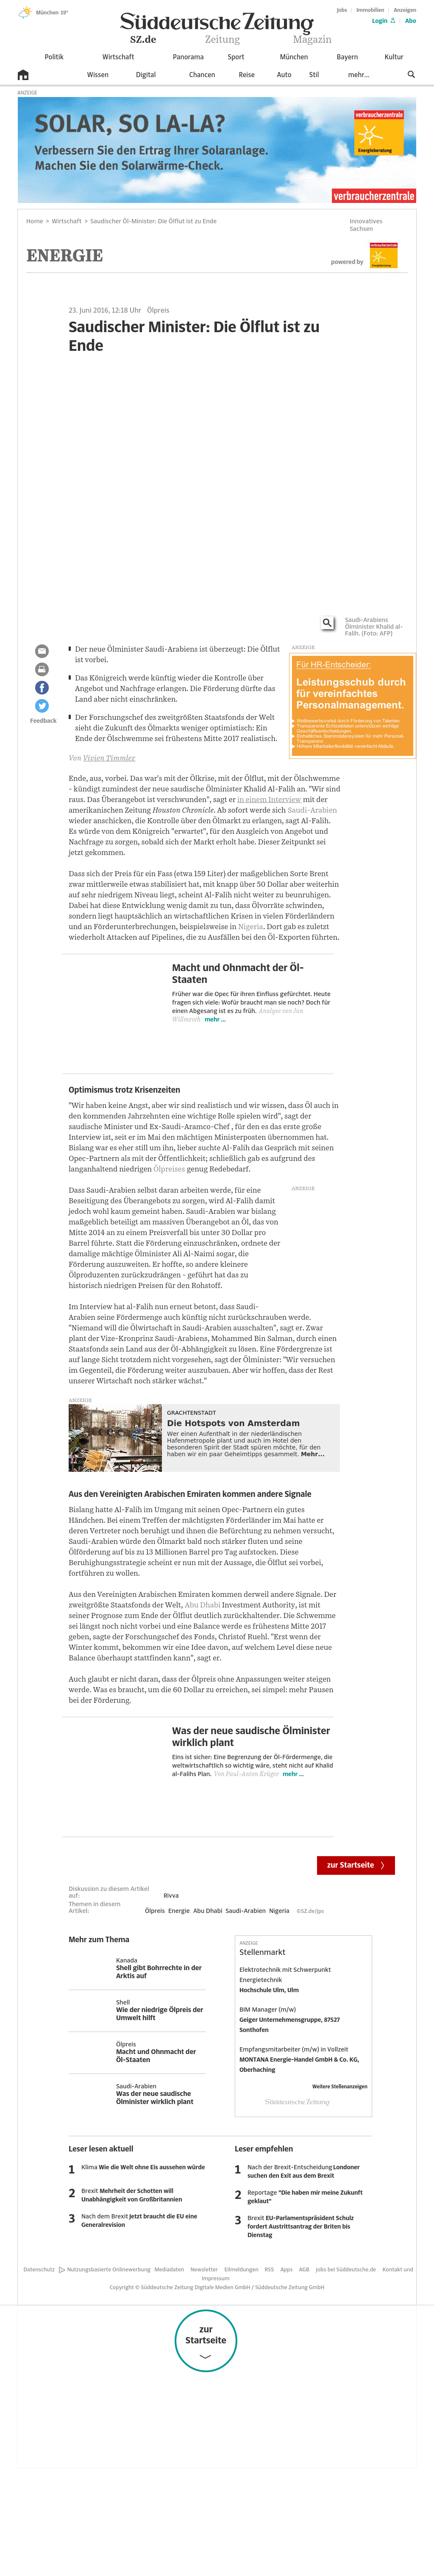 München 19°
Jobs Immobilien Anzeigen
Login Abo
Süddeutsche Zeitung
SZ.de Zeitung Magazin
Politik Wirtschaft Panorama Sport München Bayern Kultur
Wissen Digital Chancen Reise Auto Stil mehr…
ANZEIGE
SOLAR, SO LA-LA?
Verbessern Sie den Ertrag Ihrer Solarwärmeanlage.
Machen Sie den Solarwärme-Check.
verbraucherzentrale
Energieberatung
verbraucherzentrale
Home > Wirtschaft > Saudischer Öl-Minister: Die Ölflut ist zu Ende
Innovatives
Sachsen
ENERGIE
powered by
verbraucherzentrale
Energieberatung
23. Juni 2016, 12:18 Uhr Ölpreis
Saudischer Minister: Die Ölflut ist zu
Ende
Saudi-Arabiens
Ölminister Khalid al-
Falih. (Foto: AFP)
Feedback
Der neue Ölminister Saudi-Arabiens ist überzeugt: Die Ölflut
ist vorbei.
Das Königreich werde künftig wieder die Kontrolle über
Angebot und Nachfrage erlangen. Die Förderung dürfte das
Land aber nicht einschränken.
Der Forschungschef des zweitgrößten Staatsfonds der Welt
sieht die Zukunft des Ölmarkts weniger optimistisch: Ein
Ende der Ölschwemme sei frühestens Mitte 2017 realistisch.
ANZEIGE
Für HR-Entscheider:
Leistungsschub durch
für vereinfachtes
Personalmanagement.
Wettbewerbsvorteil durch Förderung von Talenten
Transparente Echtzeitdaten unterstützen wichtige
Geschäftsentscheidungen.
Einheitliches Stammdatensystem für mehr Personal-
Transparenz
Höhere Mitarbeiterflexibilität vereinfacht Abläufe.
Von Vivien Timmler
Ende, aus, vorbei. Das war's mit der Ölkrise, mit der Ölflut, mit der Ölschwemme
- kündigt zumindest der neue saudische Ölminister Khalid Al-Falih an. "Wir sind
raus. Das Überangebot ist verschwunden", sagt er in einem Interview mit der
amerikanischen Zeitung Houston Chronicle. Ab sofort werde sich Saudi-Arabien
wieder anschicken, die Kontrolle über den Ölmarkt zu erlangen, sagt Al-Falih.
Es würde von dem Königreich "erwartet", für den Ausgleich von Angebot und
Nachfrage zu sorgen, sobald sich der Markt erholt habe. Dieser Zeitpunkt sei
jetzt gekommen.
Dass sich der Preis für ein Fass (etwa 159 Liter) der maßgeblichen Sorte Brent
zwar mittlerweile etwas stabilisiert hat, mit knapp über 50 Dollar aber weiterhin
auf sehr niedrigem Niveau liegt, scheint Al-Falih nicht weiter zu beunruhigen.
Dabei hat diese Entwicklung wenig damit zu tun, dass Ölvorräte schwinden,
sondern liegt hauptsächlich an wirtschaftlichen Krisen in vielen Förderländern
und an Förderunterbrechungen, beispielsweise in Nigeria. Dort gab es zuletzt
wiederholt Attacken auf Pipelines, die zu Ausfällen bei den Öl-Exporten führten.
Macht und Ohnmacht der Öl-
Staaten
Früher war die Opec für ihren Einfluss gefürchtet. Heute
fragen sich viele: Wofür braucht man sie noch? Doch für
einen Abgesang ist es zu früh. Analyse von Jan
Willmroth mehr ...
Optimismus trotz Krisenzeiten
"Wir haben keine Angst, aber wir sind realistisch und wir wissen, dass Öl auch in
den kommenden Jahrzehnten eine wichtige Rolle spielen wird", sagt der
saudische Minister und Ex-Saudi-Aramco-Chef , für den es das erste große
Interview ist, seit er im Mai den mächtigen Ministerposten übernommen hat.
Bislang war es eher still um ihn, lieber suchte Al-Falih das Gespräch mit seinen
Opec-Partnern als mit der Öffentlichkeit; schließlich gab es aufgrund des
langanhaltend niedrigen Ölpreises genug Redebedarf.
ANZEIGE
Dass Saudi-Arabien selbst daran arbeiten werde, für eine
Beseitigung des Überangebots zu sorgen, wird Al-Falih damit
jedoch wohl kaum gemeint haben. Saudi-Arabien war bislang
maßgeblich beteiligt am massiven Überangebot an Öl, das von
Mitte 2014 an zu einem Preisverfall bis unter 30 Dollar pro
Barrel führte. Statt die Förderung einzuschränken, ordnete der
damalige mächtige Ölminister Ali Al-Naimi sogar, die
Förderung auszuweiten. Er hoffte, so andere kleinere
Ölproduzenten zurückzudrängen - geführt hat das zu
historisch niedrigen Preisen für den Rohstoff.
Im Interview hat al-Falih nun erneut betont, dass Saudi-
Arabien seine Fördermenge auch künftig nicht zurückschrauben werde.
"Niemand will die Ölwirtschaft in Saudi-Arabien ausschalten", sagt er. Zwar
plant der Vize-Kronprinz Saudi-Arabiens, Mohammed Bin Salman, durch einen
Staatsfonds sein Land aus der Öl-Abhängigkeit zu lösen. Eine Fördergrenze ist
auf lange Sicht trotzdem nicht vorgesehen, sagt der Ölminister: "Wir versuchen
im Gegenteil, die Förderung weiter auszubauen. Aber wir hoffen, dass der Rest
unserer Wirtschaft noch stärker wächst."
ANZEIGE
GRACHTENSTADT
Die Hotspots von Amsterdam
Wer einen Aufenthalt in der niederländischen
Hafenmetropole plant und auch im Hotel den
besonderen Spirit der Stadt spüren möchte, für den
haben wir ein paar Geheimtipps gesammelt. Mehr...
Aus den Vereinigten Arabischen Emiraten kommen andere Signale
Bislang hatte Al-Falih im Umgang mit seinen Opec-Partnern ein gutes
Händchen. Bei einem Treffen der mächtigsten Förderländer im Mai hatte er
deren Vertreter noch beruhigt und ihnen die Befürchtung zu nehmen versucht,
Saudi-Arabien würde den Ölmarkt bald noch stärker fluten und seine
Ölförderung auf bis zu 13 Millionen Barrel pro Tag aufstocken. Diese
Beruhigungsstrategie scheint er nun mit der Aussage, die Ölflut sei vorbei,
fortführen zu wollen.
Aus den Vereinigten Arabischen Emiraten kommen derweil andere Signale. Der
zweitgrößte Staatsfonds der Welt, Abu Dhabi Investment Authority, ist mit
seiner Prognose zum Ende der Ölflut deutlich zurückhaltender. Die Schwemme
sei längst noch nicht vorbei und eine Balance werde es frühestens Mitte 2017
geben, sagte der Forschungschef des Fonds, Christof Ruehl. "Erst wenn der
Winter kommt, bekommen wir eine Idee davon, auf welchem Level diese neue
Balance überhaupt stattfinden kann", sagt er.
Auch glaubt er nicht daran, dass der Ölpreis ohne Anpassungen weiter steigen
werde. Was es braucht, um die 60 Dollar zu erreichen, sei simpel: mehr Pausen
bei der Förderung.
Was der neue saudische Ölminister
wirklich plant
Eins ist sicher: Eine Begrenzung der Öl-Fördermenge, die
weltwirtschaftlich so wichtig wäre, steht nicht auf Khalid
al-Falihs Plan. Von Paul-Anton Krüger mehr ...
zur Startseite
Diskussion zu diesem Artikel
auf: Rivva
Themen in diesem
Artikel: Ölpreis Energie Abu Dhabi Saudi-Arabien Nigeria ©SZ.de/jps
Mehr zum Thema
Kanada
Shell gibt Bohrrechte in der
Arktis auf
Shell
Wie der niedrige Ölpreis der
Umwelt hilft
Ölpreis
Macht und Ohnmacht der
Öl-Staaten
Saudi-Arabien
Was der neue saudische
Ölminister wirklich plant
ANZEIGE
Stellenmarkt
Elektrotechnik mit Schwerpunkt
Energietechnik
Hochschule Ulm, Ulm
BIM Manager (m/w)
Geiger Unternehmensgruppe, 87527
Sonthofen
Empfangsmitarbeiter (m/w) in Vollzeit
MONTANA Energie-Handel GmbH & Co. KG,
Oberhaching
Weitere Stellenanzeigen
Süddeutsche Zeitung
Leser lesen aktuell
1 Klima Wie die Welt ohne Eis aussehen würde
2 Brexit Mehrheit der Schotten will
Unabhängigkeit von Großbritannien
3 Nach dem Brexit Jetzt braucht die EU eine
Generalrevision
Leser empfehlen
1 Nach der Brexit-Entscheidung Londoner
suchen den Exit aus dem Brexit
2 Reportage "Die haben mir meine Zukunft
geklaut"
3 Brexit EU-Parlamentspräsident Schulz
fordert Austrittsantrag der Briten bis
Dienstag
Datenschutz Nutzungsbasierte Onlinewerbung Mediadaten Newsletter Eilmeldungen RSS Apps AGB Jobs bei Süddeutsche.de Kontakt und
Impressum
Copyright © Süddeutsche Zeitung Digitale Medien GmbH / Süddeutsche Zeitung GmbH
zur
Startseite